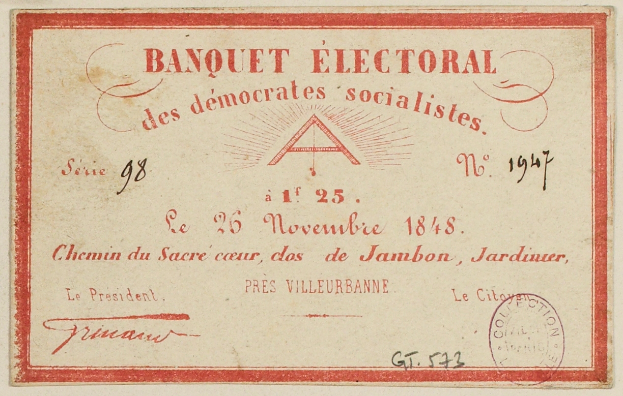 BANQUET ÉLECTORAL
des démocrates socialistes.
Série 98 N° 1947
à 1f 25.
Le 26 Novembre 1848.
Chemin du Sacré cœur, clos de Jambon, Jardinier,
PRÈS VILLEURBANNE
Le President. Le Citoyen
GT. 573
COLLECTION